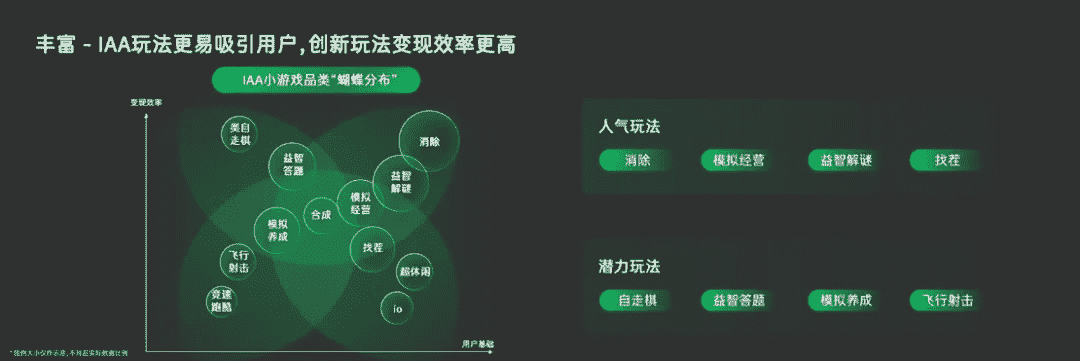 丰富 - IAA玩法更易吸引用户,创新玩法变现效率更高
IAA小游戏品类“蝴蝶分布”
变现效率
类自
走棋
消除
益智
答题
益智
解谜
模拟
经营
合成
模拟
养成
找茬
飞行
射击
超休闲
竞速
跑酷
io
用户基础
人气玩法
消除
模拟经营
益智解谜
找茬
潜力玩法
自走棋
益智答题
模拟养成
飞行射击